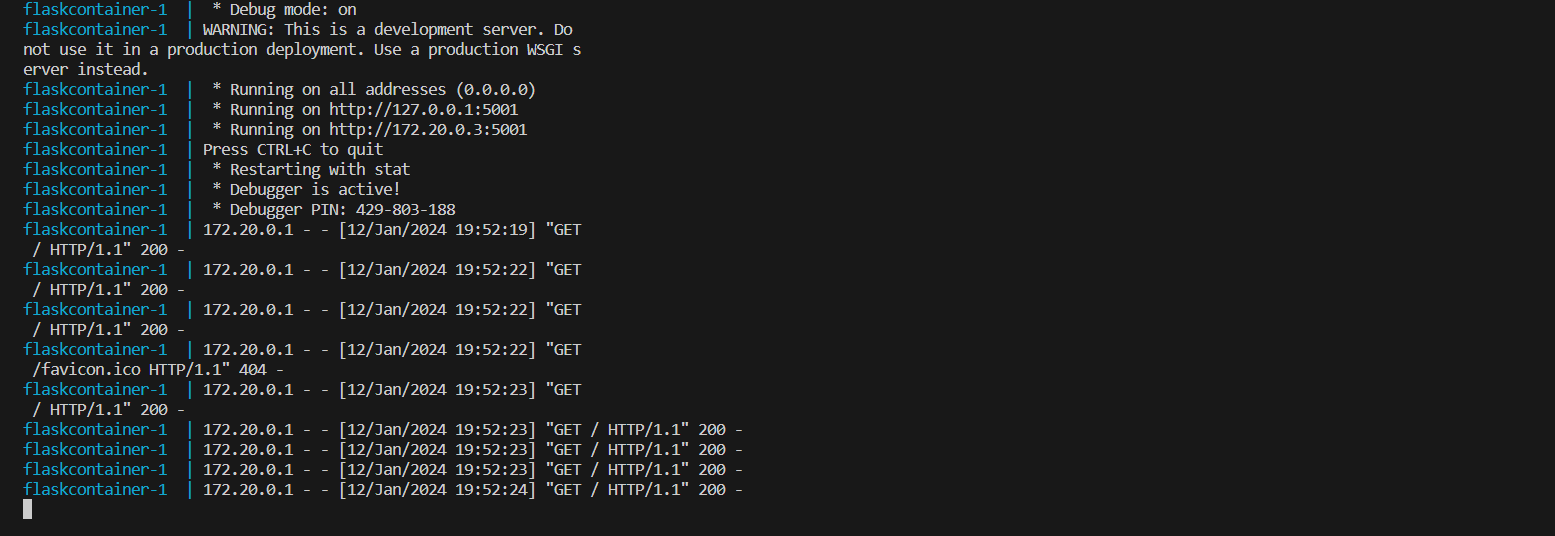 flaskcontainer-1  |  * Debug mode: on
flaskcontainer-1  | WARNING: This is a development server. Do
not use it in a production deployment. Use a production WSGI s
erver instead.
flaskcontainer-1  |  * Running on all addresses (0.0.0.0)
flaskcontainer-1  |  * Running on http://127.0.0.1:5001
flaskcontainer-1  |  * Running on http://172.20.0.3:5001
flaskcontainer-1  | Press CTRL+C to quit
flaskcontainer-1  |  * Restarting with stat
flaskcontainer-1  |  * Debugger is active!
flaskcontainer-1  |  * Debugger PIN: 429-803-188
flaskcontainer-1  | 172.20.0.1 - - [12/Jan/2024 19:52:19] "GET
 / HTTP/1.1" 200 -
flaskcontainer-1  | 172.20.0.1 - - [12/Jan/2024 19:52:22] "GET
 / HTTP/1.1" 200 -
flaskcontainer-1  | 172.20.0.1 - - [12/Jan/2024 19:52:22] "GET
 / HTTP/1.1" 200 -
flaskcontainer-1  | 172.20.0.1 - - [12/Jan/2024 19:52:22] "GET
 /favicon.ico HTTP/1.1" 404 -
flaskcontainer-1  | 172.20.0.1 - - [12/Jan/2024 19:52:23] "GET
 / HTTP/1.1" 200 -
flaskcontainer-1  | 172.20.0.1 - - [12/Jan/2024 19:52:23] "GET / HTTP/1.1" 200 -
flaskcontainer-1  | 172.20.0.1 - - [12/Jan/2024 19:52:23] "GET / HTTP/1.1" 200 -
flaskcontainer-1  | 172.20.0.1 - - [12/Jan/2024 19:52:23] "GET / HTTP/1.1" 200 -
flaskcontainer-1  | 172.20.0.1 - - [12/Jan/2024 19:52:24] "GET / HTTP/1.1" 200 -